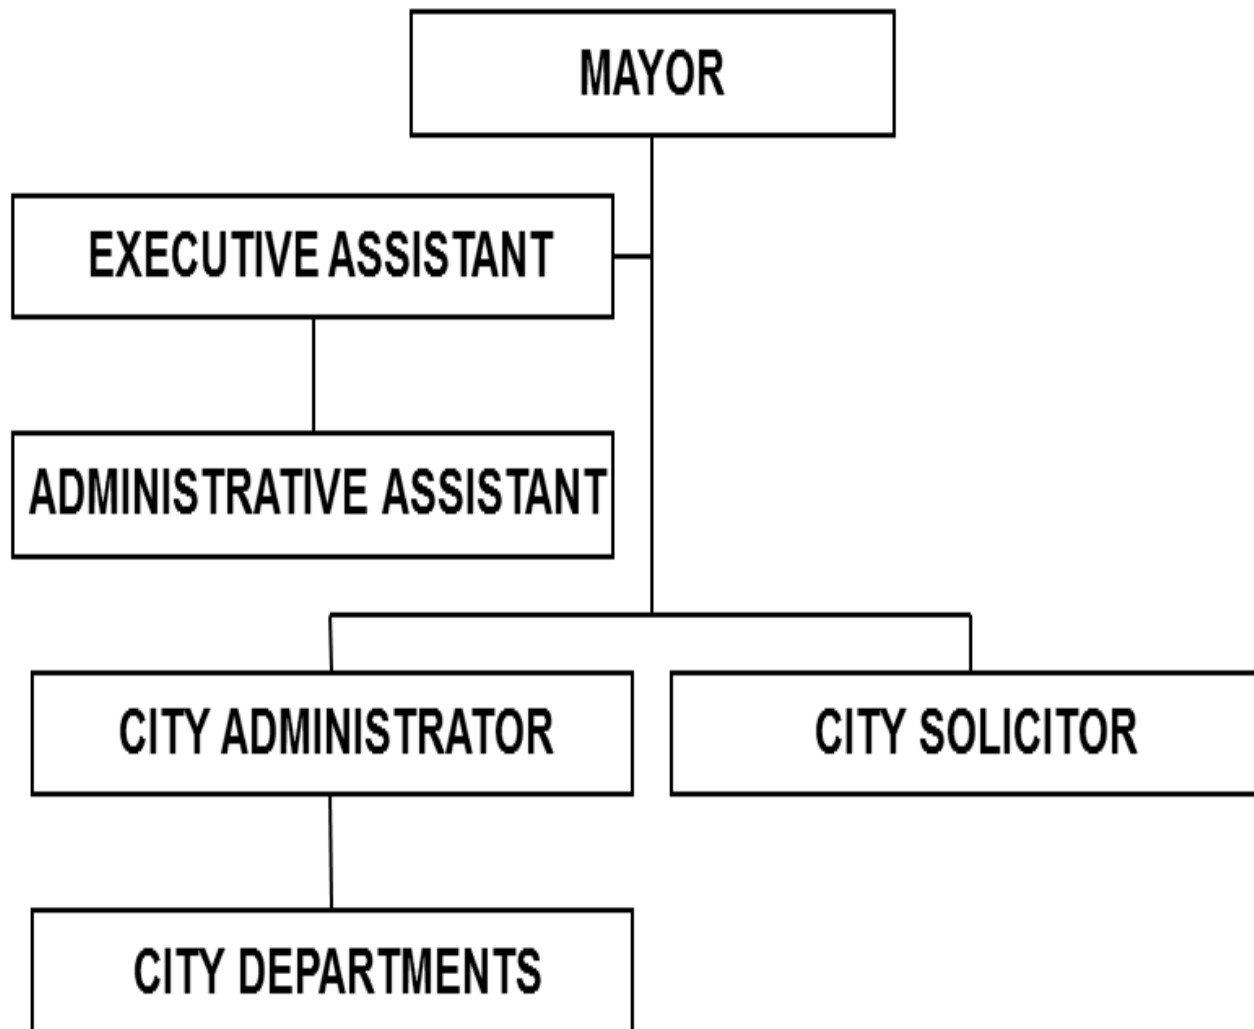 MAYOR
EXECUTIVE ASSISTANT
ADMINISTRATIVE ASSISTANT
CITY ADMINISTRATOR
CITY SOLICITOR
CITY DEPARTMENTS